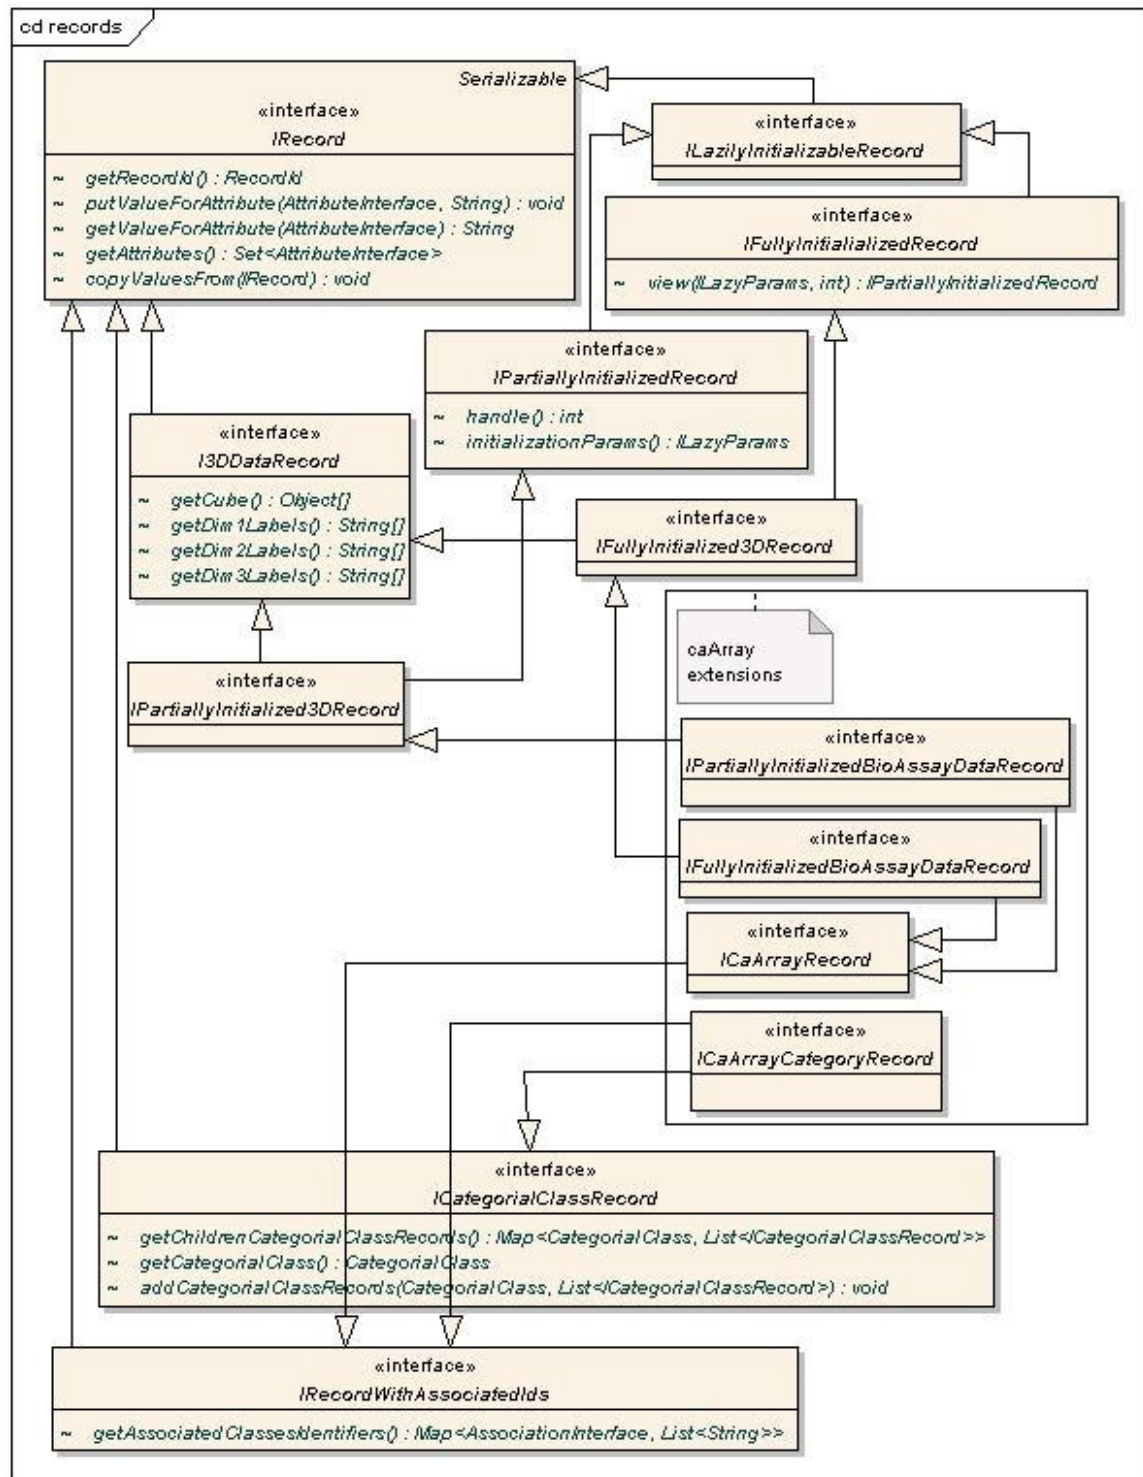 cd records
Serializable
«interface»
IRecord
~ getRecordId() : RecordId
~ putValueForAttribute(AttributeInterface, String) : void
~ getValueForAttribute(AttributeInterface) : String
~ getAttributes() : Set<AttributeInterface>
~ copyValuesFrom(IRecord) : void
«interface»
ILazilyInitializableRecord
«interface»
IFullyInitialializedRecord
~ view(ILazyParams, int) : IPartiallyInitializedRecord
«interface»
IPartiallyInitializedRecord
~ handle() : int
~ initializationParams() : ILazyParams
«interface»
I3DDataRecord
~ getCube() : Object[]
~ getDim1Labels() : String[]
~ getDim2Labels() : String[]
~ getDim3Labels() : String[]
«interface»
IFullyInitialized3DRecord
caArray
extensions
«interface»
IPartiallyInitialized3DRecord
«interface»
IPartiallyInitializedBioAssayDataRecord
«interface»
IFullyInitializedBioAssayDataRecord
«interface»
ICaArrayRecord
«interface»
ICaArrayCategoryRecord
«interface»
ICategorialClassRecord
~ getChildrenCategorialClassRecords() : Map<CategorialClass, List<ICategorialClassRecord>>
~ getCategorialClass() : CategorialClass
~ addCategorialClassRecords(CategorialClass, List<ICategorialClassRecord>) : void
«interface»
IRecordWithAssociatedIds
~ getAssociatedClassesIdentifiers() : Map<AssociationInterface, List<String>>